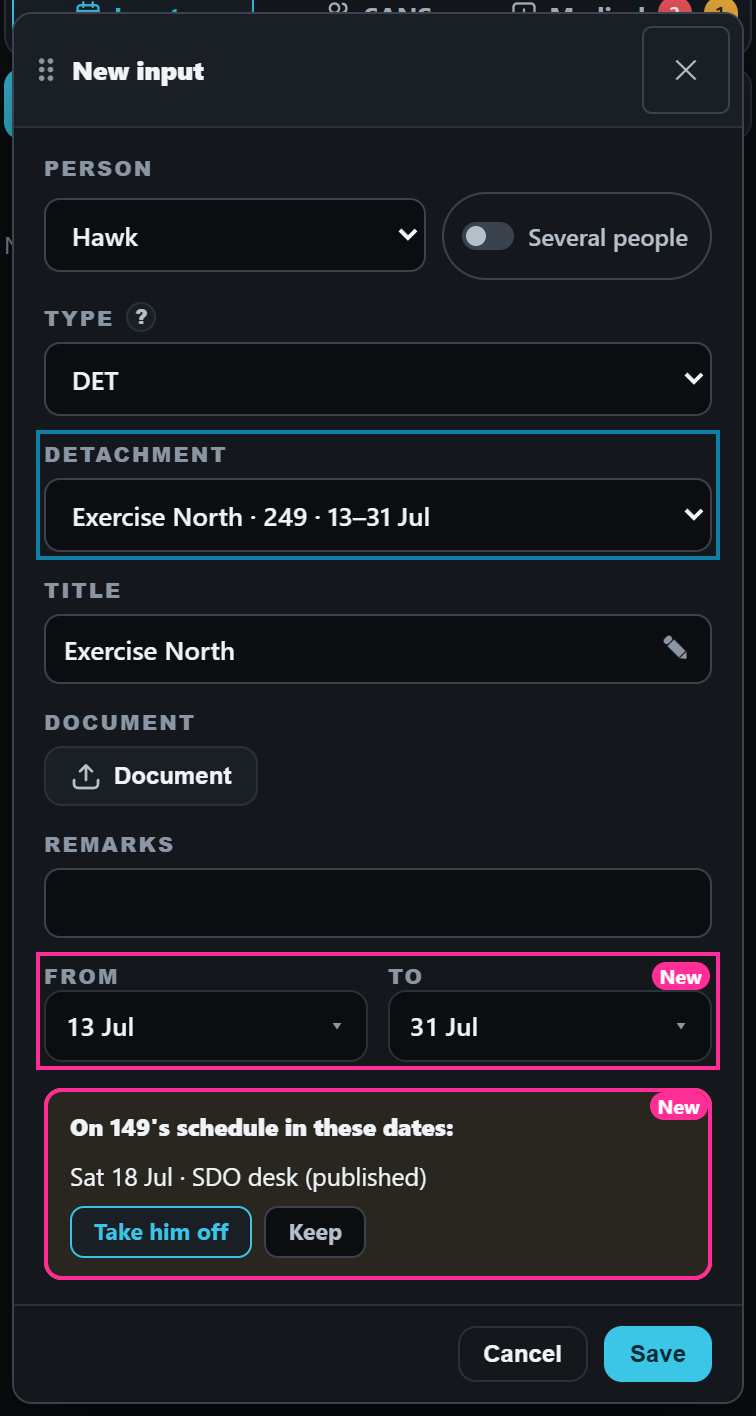 New input
PERSON
Hawk
Several people
TYPE ?
DET
DETACHMENT
Exercise North · 249 · 13–31 Jul
TITLE
Exercise North
DOCUMENT
Document
REMARKS
FROM
TO
New
13 Jul
31 Jul
New
On 149's schedule in these dates:
Sat 18 Jul · SDO desk (published)
Take him off
Keep
Cancel
Save